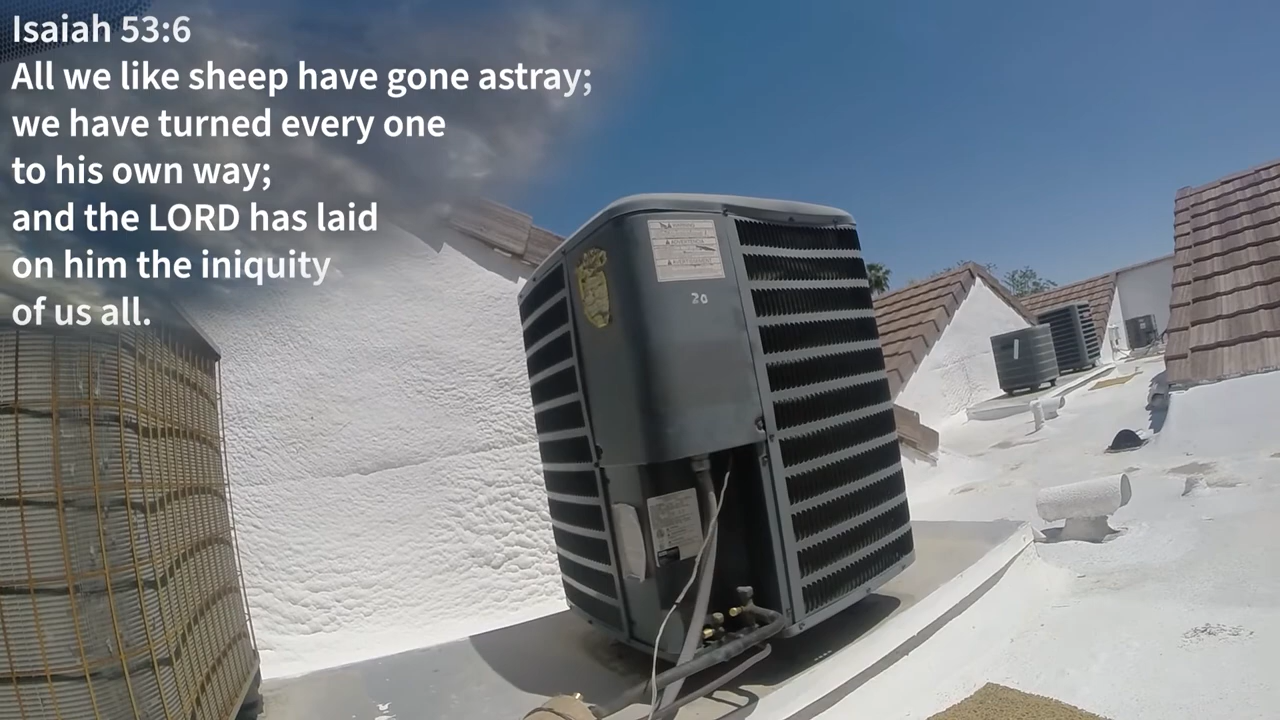 Isaiah 53:6
All we like sheep have gone astray;
we have turned every one
to his own way;
and the LORD has laid
on him the iniquity
of us all.
20